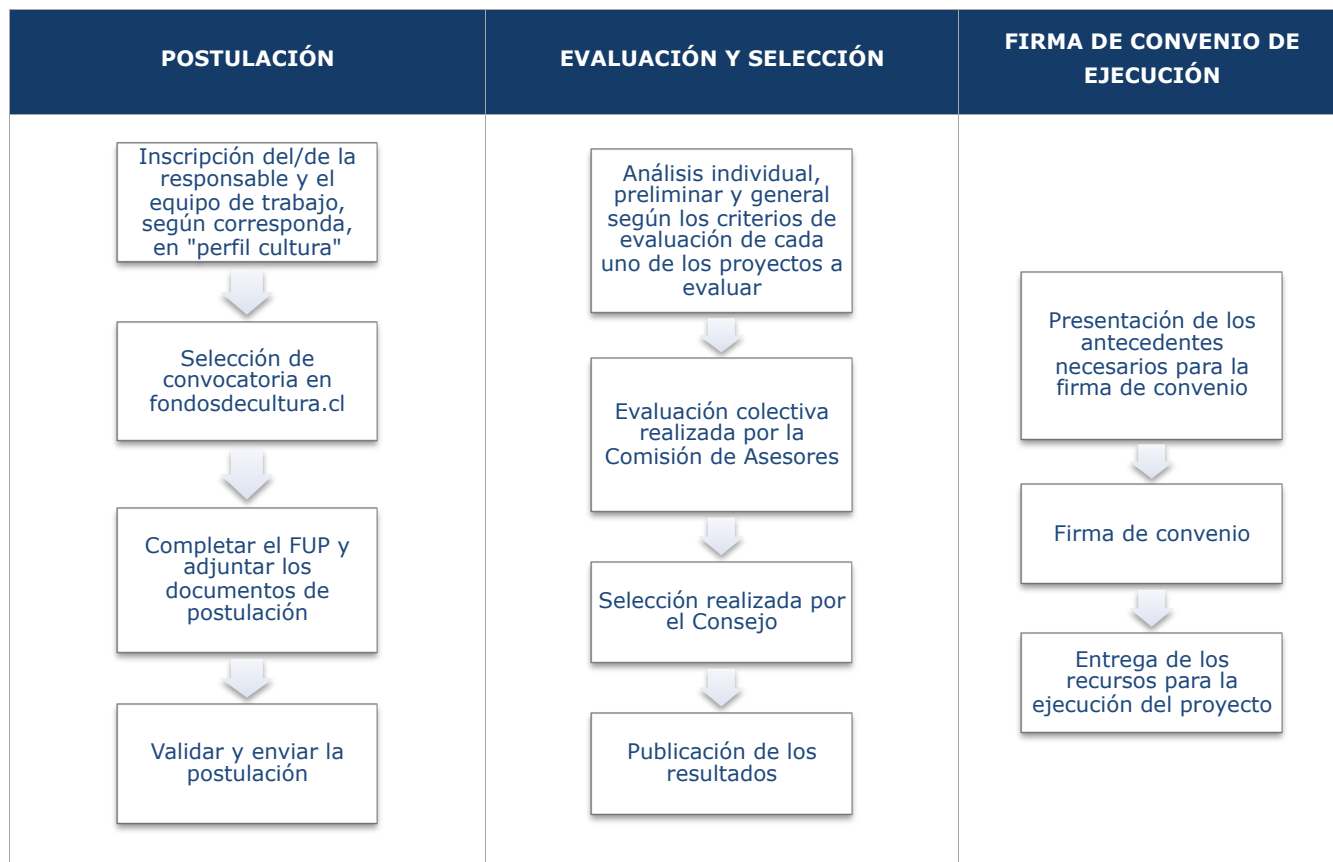 POSTULACIÓN
Inscripción del/de la
responsable y el
equipo de trabajo,
según corresponda,
en "perfil cultura"
Selección de
convocatoria en
fondosdecultura.cl
Completar el FUP y
adjuntar los
documentos de
postulación
Validar y enviar la
postulación
EVALUACIÓN Y SELECCIÓN
Análisis individual,
preliminar y general
según los criterios de
evaluación de cada
uno de los proyectos a
evaluar
Evaluación colectiva
realizada por la
Comisión de Asesores
Selección realizada por
el Consejo
Publicación de los
resultados
FIRMA DE CONVENIO DE
EJECUCIÓN
Presentación de los
antecedentes
necesarios para la
firma de convenio
Firma de convenio
Entrega de los
recursos para la
ejecución del proyecto